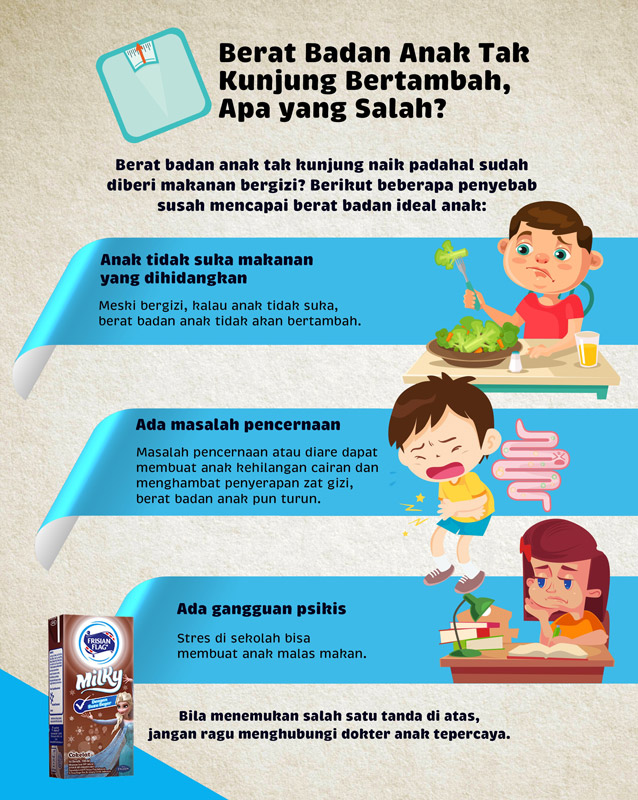 Berat Badan Anak Tak
Kunjung Bertambah,
Apa yang Salah?
Berat badan anak tak kunjung naik padahal sudah
diberi makanan bergizi? Berikut beberapa penyebab
susah mencapai berat badan ideal anak:
Anak tidak suka makanan
yang dihidangkan
Meski bergizi, kalau anak tidak suka,
berat badan anak tidak akan bertambah.
Ada masalah pencernaan
Masalah pencernaan atau diare dapat
membuat anak kehilangan cairan dan
menghambat penyerapan zat gizi,
berat badan anak pun turun.
Ada gangguan psikis
Stres di sekolah bisa
membuat anak malas makan.
FRISIAN
FLAG
Milky
Cokelat
Bila menemukan salah satu tanda di atas,
jangan ragu menghubungi dokter anak tepercaya.